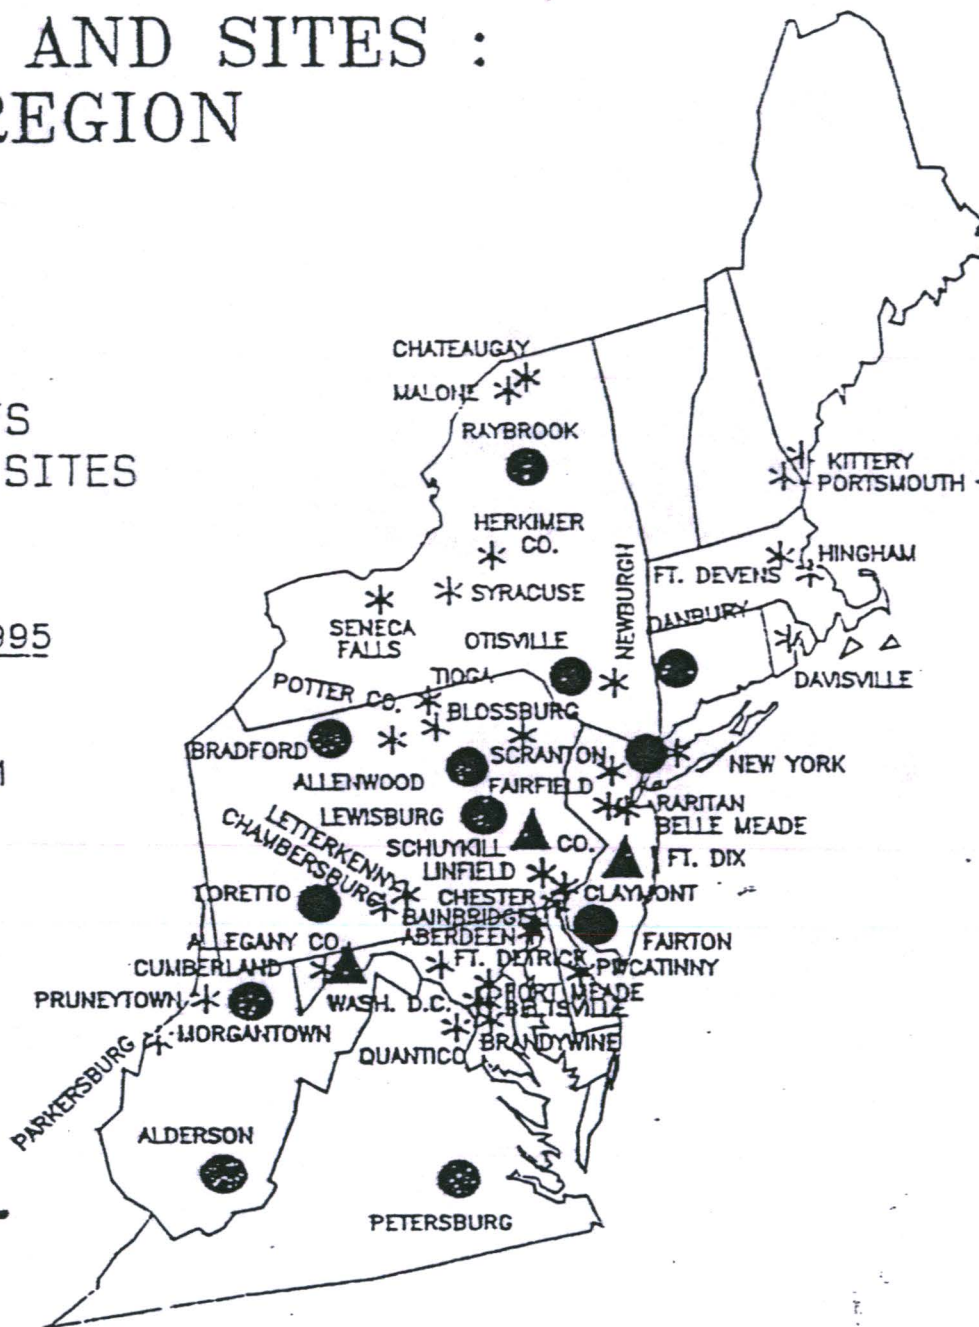 AND SITES :
REGION
SITES
995
CHATEAUGAY
MALONE
RAYBROOK
KITTERY
PORTSMOUTH
HERKIMER
CO.
HINGHAM
FT. DEVENS
SYRACUSE
NEWBURGH
SENECA
FALLS
OTISVILLE
DANBURY
TIOGA
DAVISVILLE
POTTER CO.
BLOSSBURG
BRADFORD
SCRANTON
NEW YORK
ALLENWOOD
FAIRFIELD
LEWISBURG
RARITAN
BELLE MEADE
LETTERKENNY
CHAMBERSBURG
SCHUYKILL CO.
FT. DIX
LINFIELD
LORETTO
CHESTER
CLAYMONT
BAINBRIDGE
ABERDEEN
ALLEGANY CO.
FAIRTON
CUMBERLAND
FT. DETRICK
PWCATINNY
PRUNEYTOWN
WASH. D.C.
FORT MEADE
BELTSVILLE
MORGANTOWN
BRANDYWINE
QUANTICO
PARKERSBURG
ALDERSON
PETERSBURG